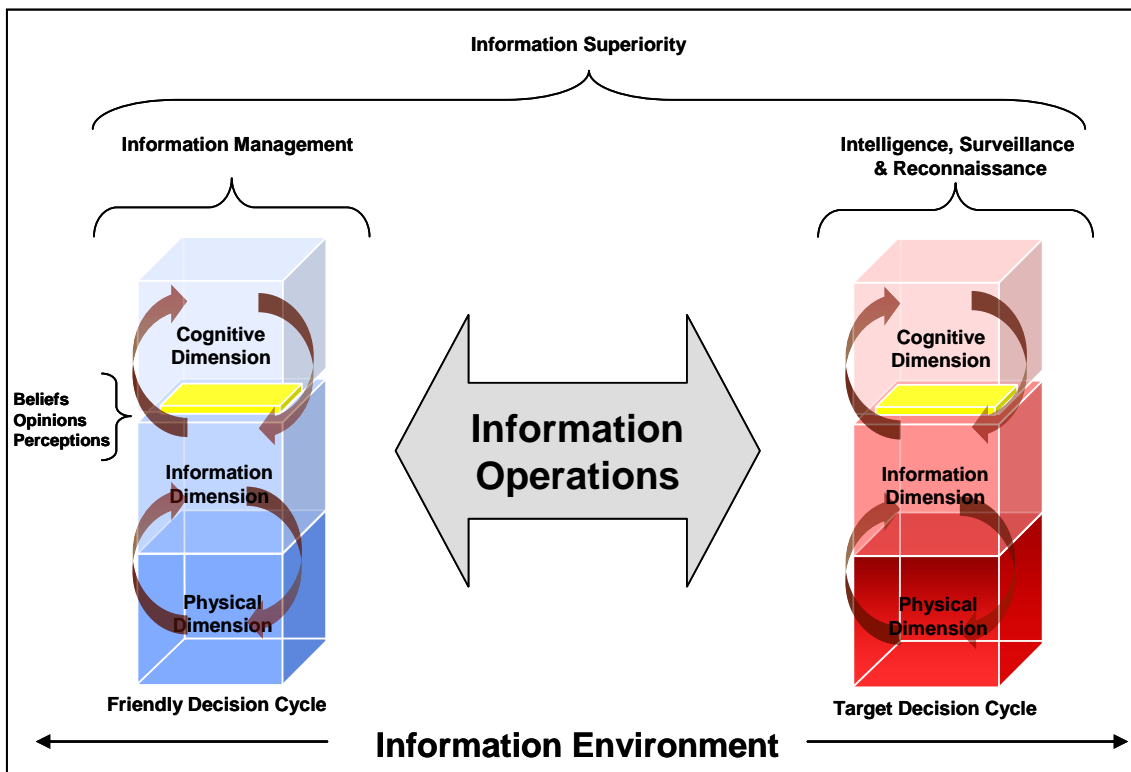 Information Superiority
Information Management
Intelligence, Surveillance
& Reconnaissance
Cognitive
Dimension
Beliefs
Opinions
Perceptions
Information
Dimension
Physical
Dimension
Friendly Decision Cycle
Information
Operations
Cognitive
Dimension
Information
Dimension
Physical
Dimension
Target Decision Cycle
Information Environment